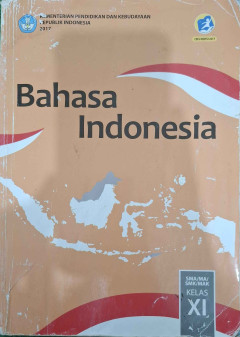 KEMENTERIAN PENDIDIKAN DAN KEBUDAYAAN
REPUBLIK INDONESIA
2017
Bahasa
Indonesia
SMA/MA/
SMK/MAK
KELAS
XI